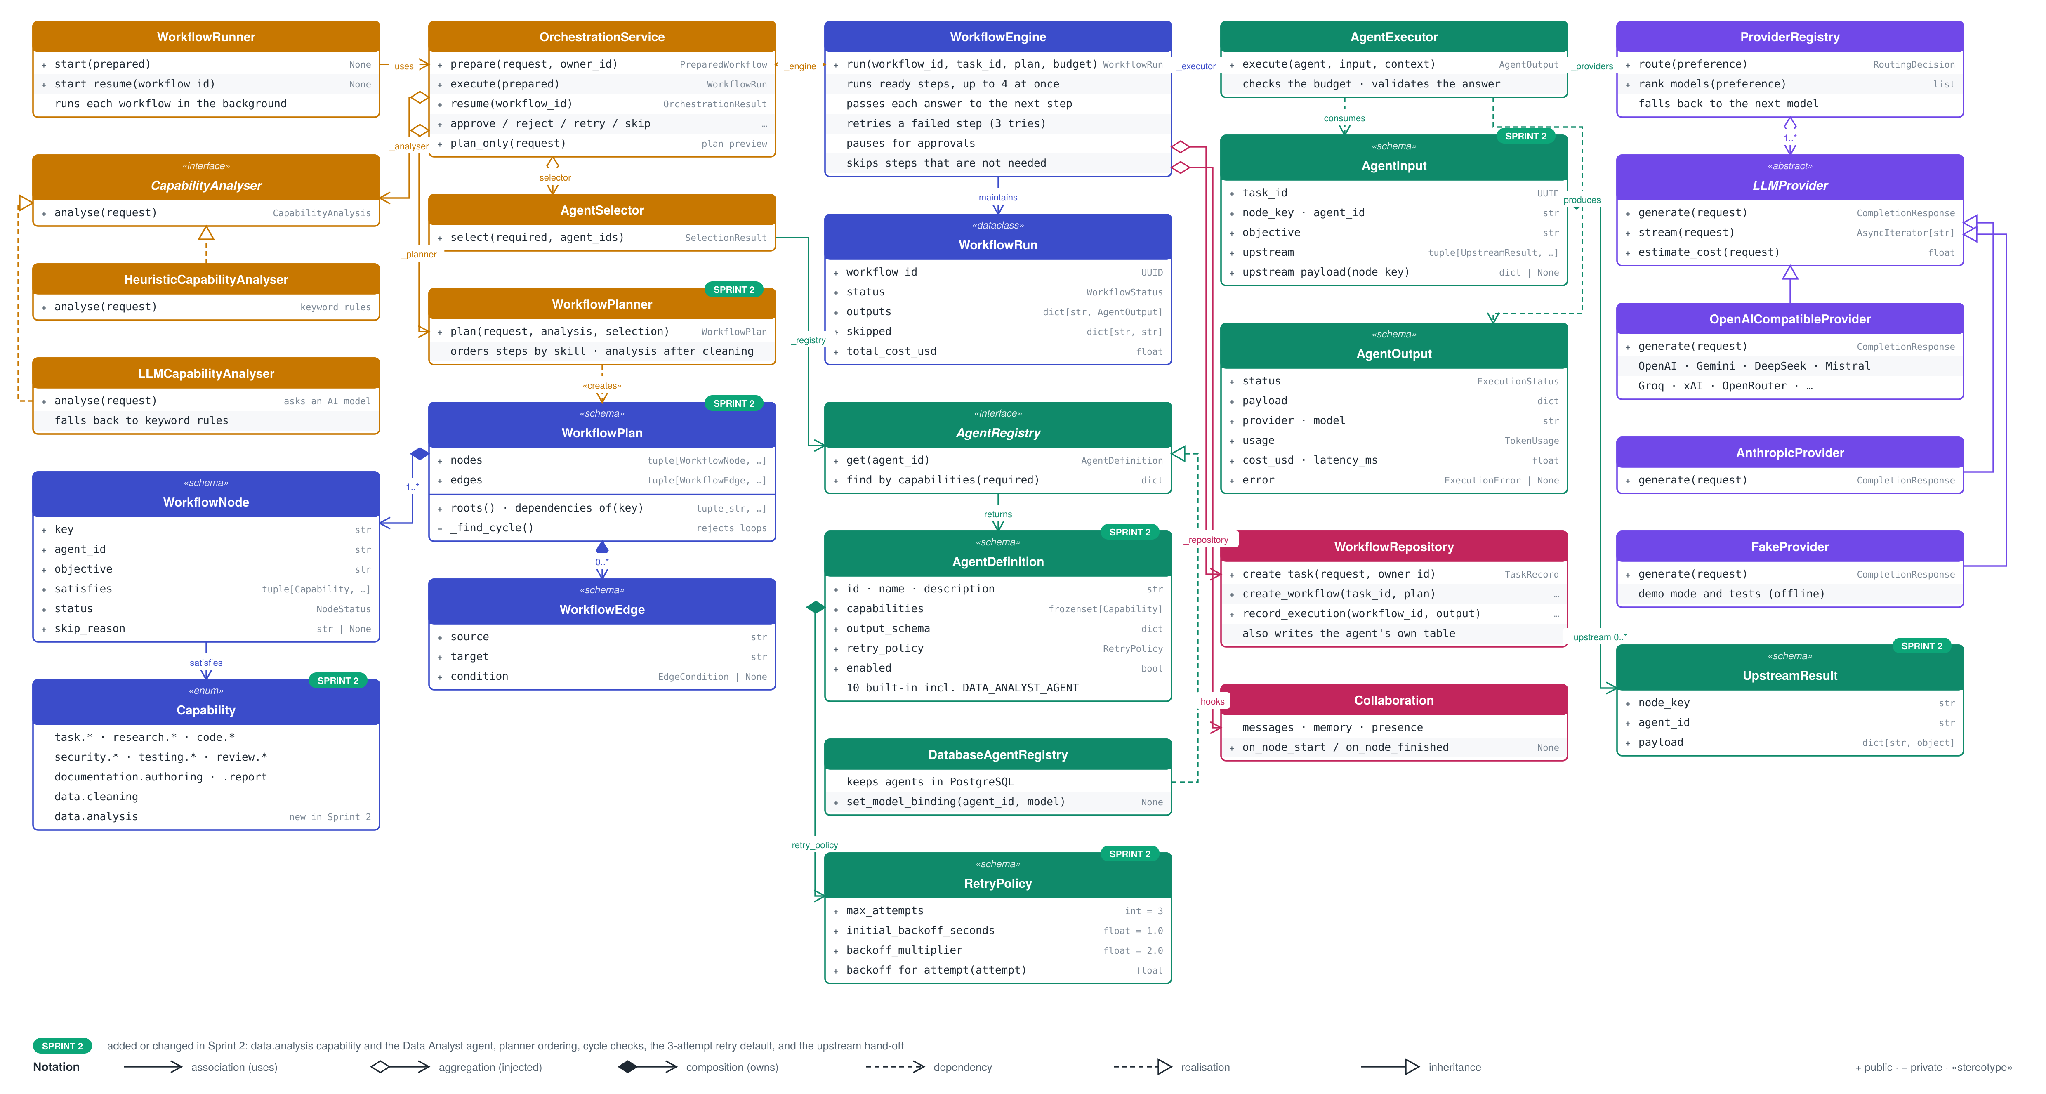 WorkflowRunner
+ start(prepared) None
+ start_resume(workflow_id) None
runs each workflow in the background
uses
«interface»
CapabilityAnalyser
+ analyse(request) CapabilityAnalysis
HeuristicCapabilityAnalyser
+ analyse(request) keyword rules
LLMCapabilityAnalyser
+ analyse(request) asks an AI model
falls back to keyword rules
«schema»
WorkflowNode
+ key str
+ agent_id str
+ objective str
+ satisfies tuple[Capability, …]
+ status NodeStatus
+ skip_reason str | None
satisfies
SPRINT 2
«enum»
Capability
task.* · research.* · code.*
security.* · testing.* · review.*
documentation.authoring · .report
data.cleaning
data.analysis new in Sprint 2
OrchestrationService
+ prepare(request, owner_id) PreparedWorkflow
+ execute(prepared) WorkflowRun
+ resume(workflow_id) OrchestrationResult
+ approve / reject / retry / skip …
+ plan_only(request) plan preview
_engine
_analyser
selector
AgentSelector
+ select(required, agent_ids) SelectionResult
_planner
SPRINT 2
WorkflowPlanner
+ plan(request, analysis, selection) WorkflowPlan
orders steps by skill · analysis after cleaning
«creates»
SPRINT 2
«schema»
WorkflowPlan
+ nodes tuple[WorkflowNode, …]
+ edges tuple[WorkflowEdge, …]
+ roots() · dependencies_of(key) tuple[str, …]
− _find_cycle() rejects loops
1..*
0..*
«schema»
WorkflowEdge
+ source str
+ target str
+ condition EdgeCondition | None
WorkflowEngine
+ run(workflow_id, task_id, plan, budget) WorkflowRun
runs ready steps, up to 4 at once
passes each answer to the next step
retries a failed step (3 tries)
pauses for approvals
skips steps that are not needed
_executor
maintains
«dataclass»
WorkflowRun
+ workflow_id UUID
+ status WorkflowStatus
+ outputs dict[str, AgentOutput]
+ skipped dict[str, str]
+ total_cost_usd float
_registry
«interface»
AgentRegistry
+ get(agent_id) AgentDefinition
+ find_by_capabilities(required) dict
returns
SPRINT 2
«schema»
AgentDefinition
+ id · name · description str
+ capabilities frozenset[Capability]
+ output_schema dict
+ retry_policy RetryPolicy
+ enabled bool
10 built-in incl. DATA_ANALYST_AGENT
DatabaseAgentRegistry
keeps agents in PostgreSQL
+ set_model_binding(agent_id, model) None
retry_policy
SPRINT 2
«schema»
RetryPolicy
+ max_attempts int = 3
+ initial_backoff_seconds float = 1.0
+ backoff_multiplier float = 2.0
+ backoff_for_attempt(attempt) float
AgentExecutor
+ execute(agent, input, context) AgentOutput
checks the budget · validates the answer
_providers
consumes
SPRINT 2
«schema»
AgentInput
+ task_id UUID
+ node_key · agent_id str
+ objective str
+ upstream tuple[UpstreamResult, …]
+ upstream_payload(node_key) dict | None
produces
«schema»
AgentOutput
+ status ExecutionStatus
+ payload dict
+ provider · model str
+ usage TokenUsage
+ cost_usd · latency_ms float
+ error ExecutionError | None
_repository
WorkflowRepository
+ create_task(request, owner_id) TaskRecord
+ create_workflow(task_id, plan) …
+ record_execution(workflow_id, output) …
also writes the agent's own table
hooks
Collaboration
messages · memory · presence
+ on_node_start / on_node_finished None
ProviderRegistry
+ route(preference) RoutingDecision
+ rank_models(preference) list
falls back to the next model
1..*
«abstract»
LLMProvider
+ generate(request) CompletionResponse
+ stream(request) AsyncIterator[str]
+ estimate_cost(request) float
OpenAICompatibleProvider
+ generate(request) CompletionResponse
OpenAI · Gemini · DeepSeek · Mistral
Groq · xAI · OpenRouter · …
AnthropicProvider
+ generate(request) CompletionResponse
FakeProvider
+ generate(request) CompletionResponse
demo mode and tests (offline)
upstream 0..*
SPRINT 2
«schema»
UpstreamResult
+ node_key str
+ agent_id str
+ payload dict[str, object]
SPRINT 2 added or changed in Sprint 2: data.analysis capability and the Data Analyst agent, planner ordering, cycle checks, the 3-attempt retry default, and the upstream hand-off
Notation association (uses) aggregation (injected) composition (owns) dependency realisation inheritance + public · − private «stereotype»